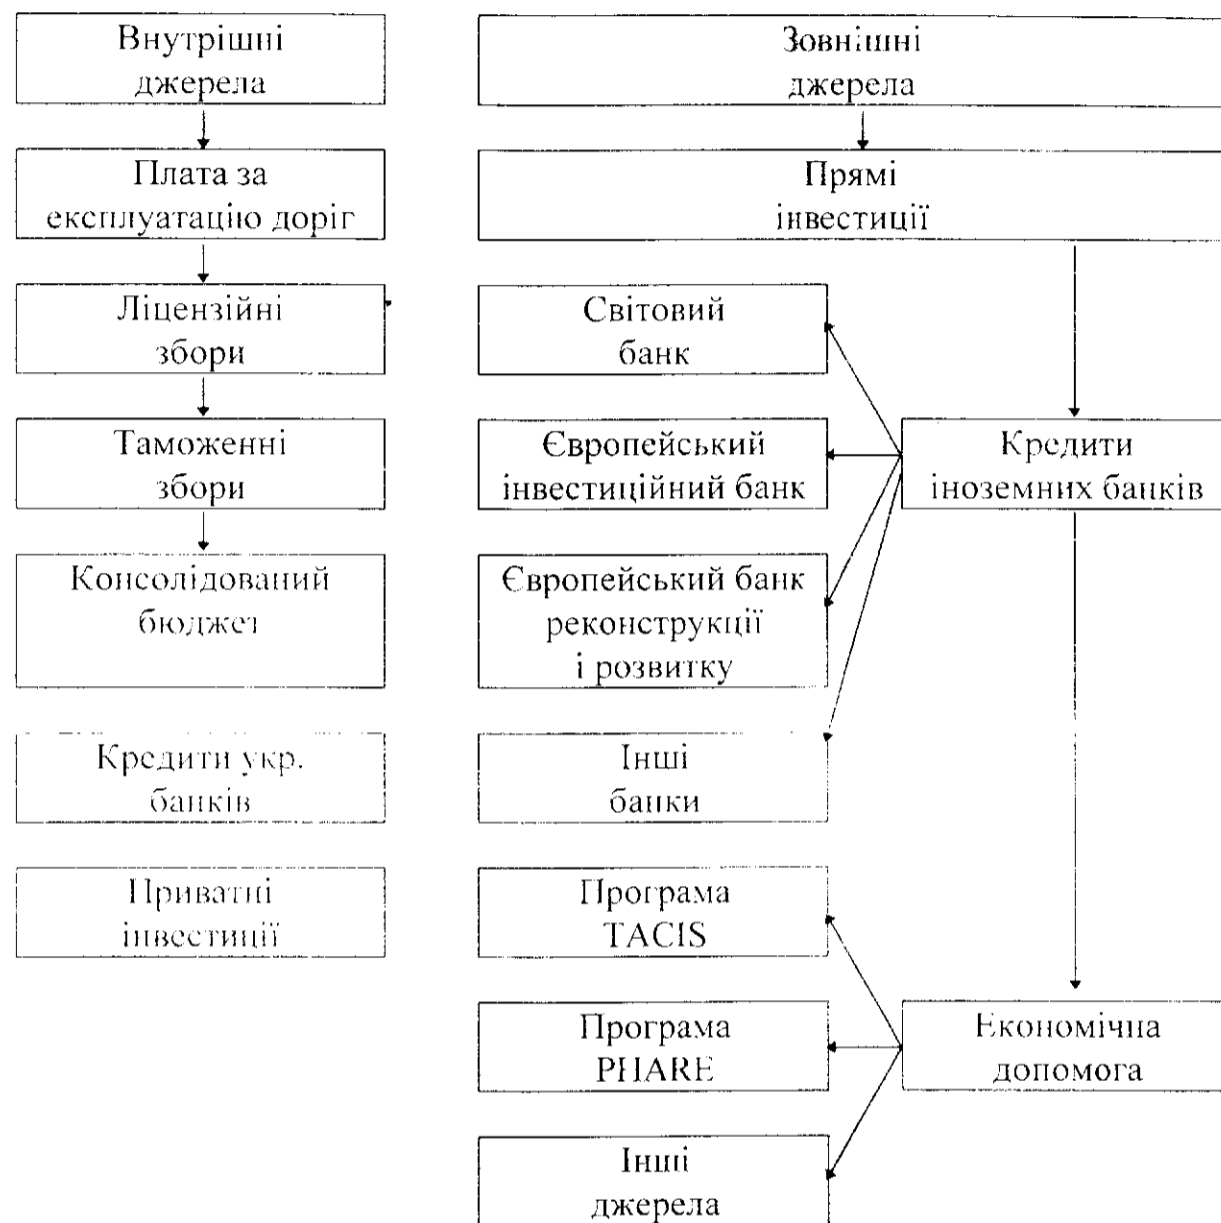 Внутрішні
джерела
Плата за
експлуатацію доріг
Ліцензійні
збори
Таможенні
збори
Консолідований
бюджет
Кредити укр.
банків
Приватні
інвестиції
Зовнішні
джерела
Прямі
інвестиції
Світовий
банк
Європейський
інвестиційний банк
Європейський банк
реконструкції
і розвитку
Інші
банки
Кредити
іноземних банків
Програма
TACIS
Програма
PHARE
Інші
джерела
Економічна
допомога